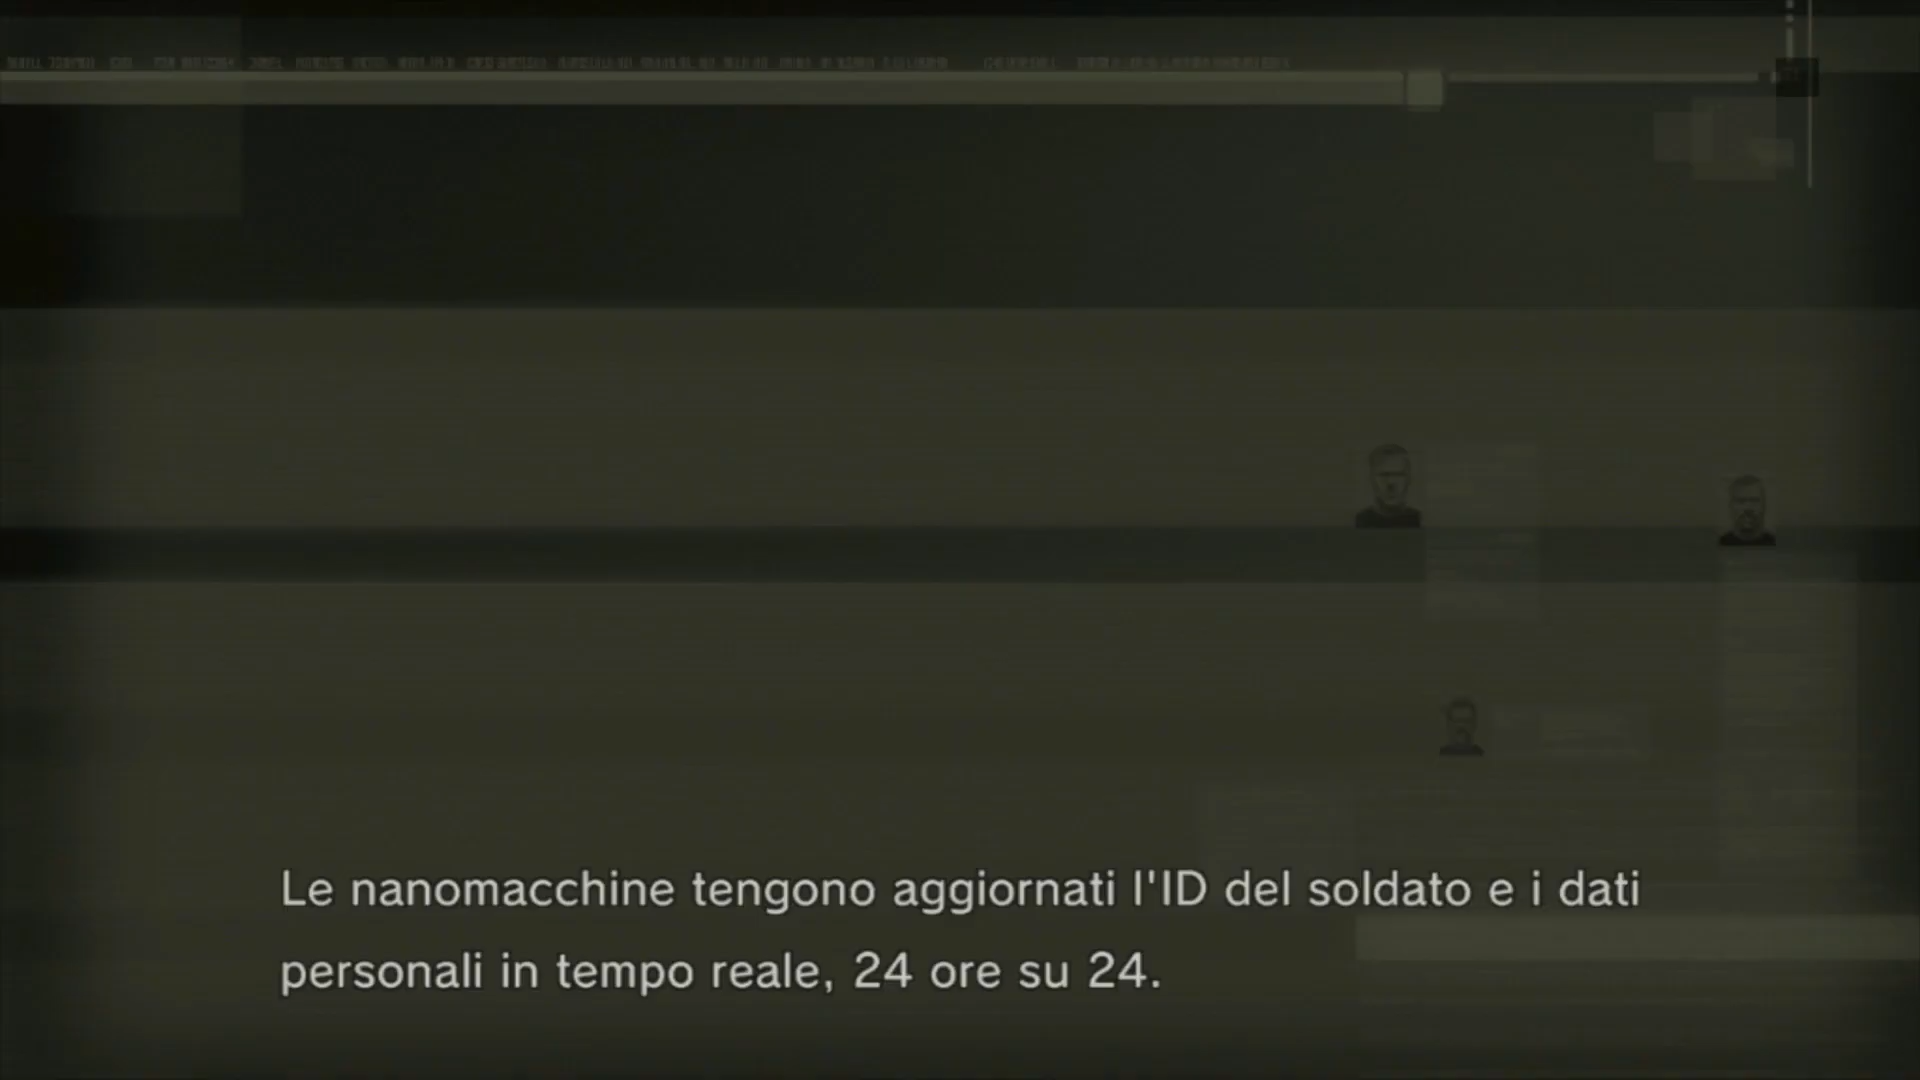 Le nanomacchine tengono aggiornati l'ID del soldato e i dati
personali in tempo reale, 24 ore su 24.